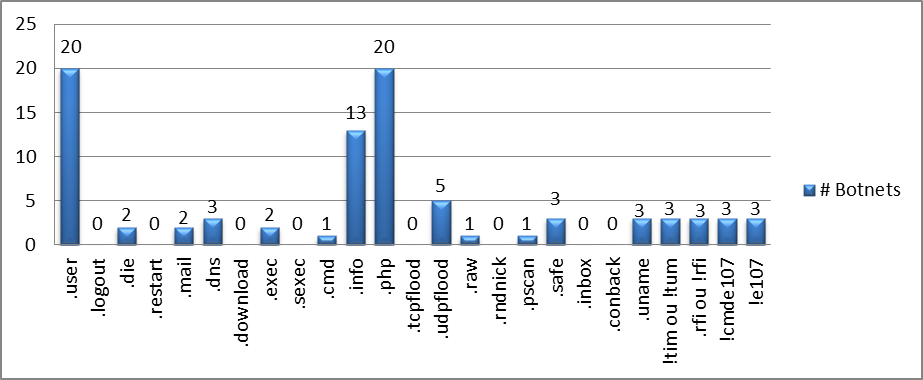 25
20
15
10
5
0
20
0
2
0
2
3
0
2
0
1
13
20
0
5
1
0
1
3
0
0
3
3
3
3
3
.user
.logout
.die
.restart
.mail
.dns
.download
.exec
.sexec
.cmd
.info
.php
.tcpflood
.udpflood
.raw
.rndnick
.pscan
.safe
.inbox
.conback
.uname
!tim ou !tum
.rfi ou !rfi
!cmde107
!e107
# Botnets